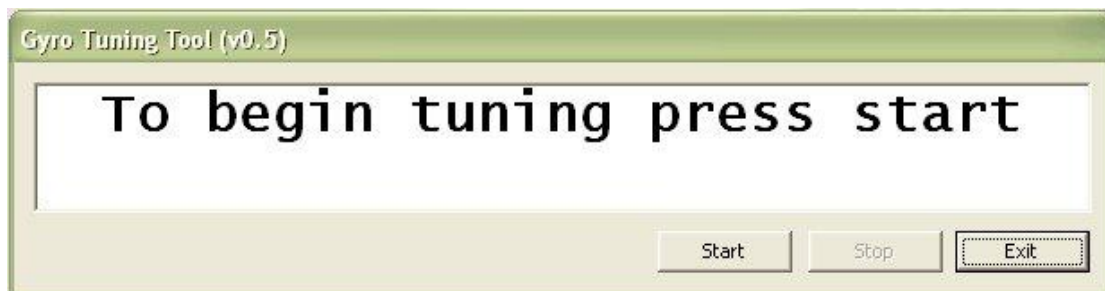 Gyro Tuning Tool (v0.5)
To begin tuning press start
Start Stop Exit